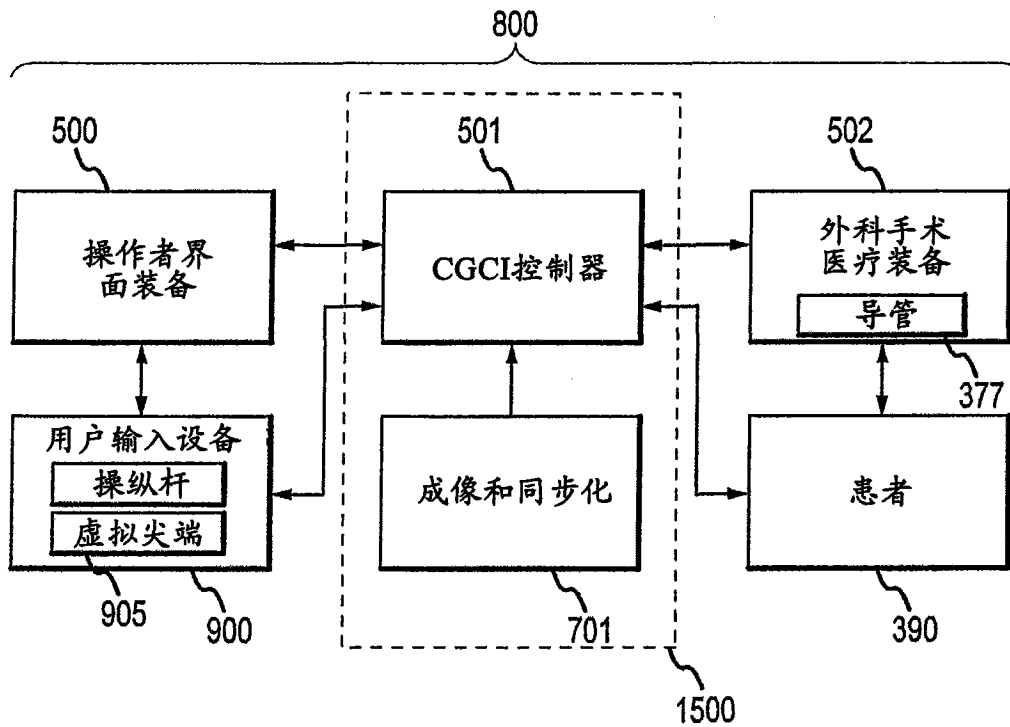 800
500
501
502
操作者界
面装备
CGCI控制器
外科手术
医疗装备
导管
377
用户输入设备
操纵杆
虚拟尖端
成像和同步化
患者
905
900
701
390
1500